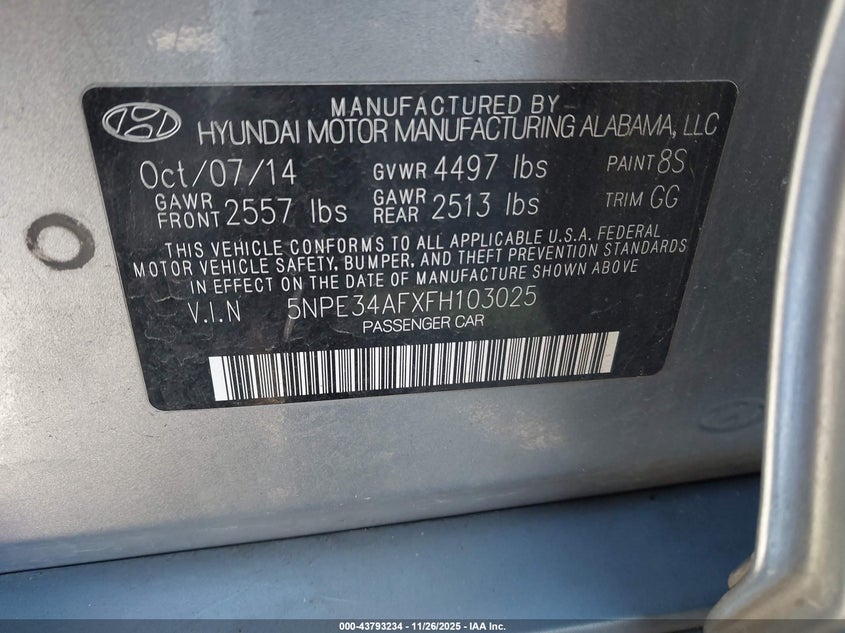 MANUFACTURED BY
HYUNDAI MOTOR MANUFACTURING ALABAMA, LLC
Oct/07/14 GVWR 4497 lbs PAINT 8S
GAWR FRONT 2557 lbs GAWR REAR 2513 lbs TRIM GG
THIS VEHICLE CONFORMS TO ALL APPLICABLE U.S.A. FEDERAL
MOTOR VEHICLE SAFETY, BUMPER, AND THEFT PREVENTION STANDARDS
IN EFFECT ON THE DATE OF MANUFACTURE SHOWN ABOVE
V.I.N 5NPE34AFXFH103025
PASSENGER CAR
000-43793234 - 11/26/2025 - IAA Inc.